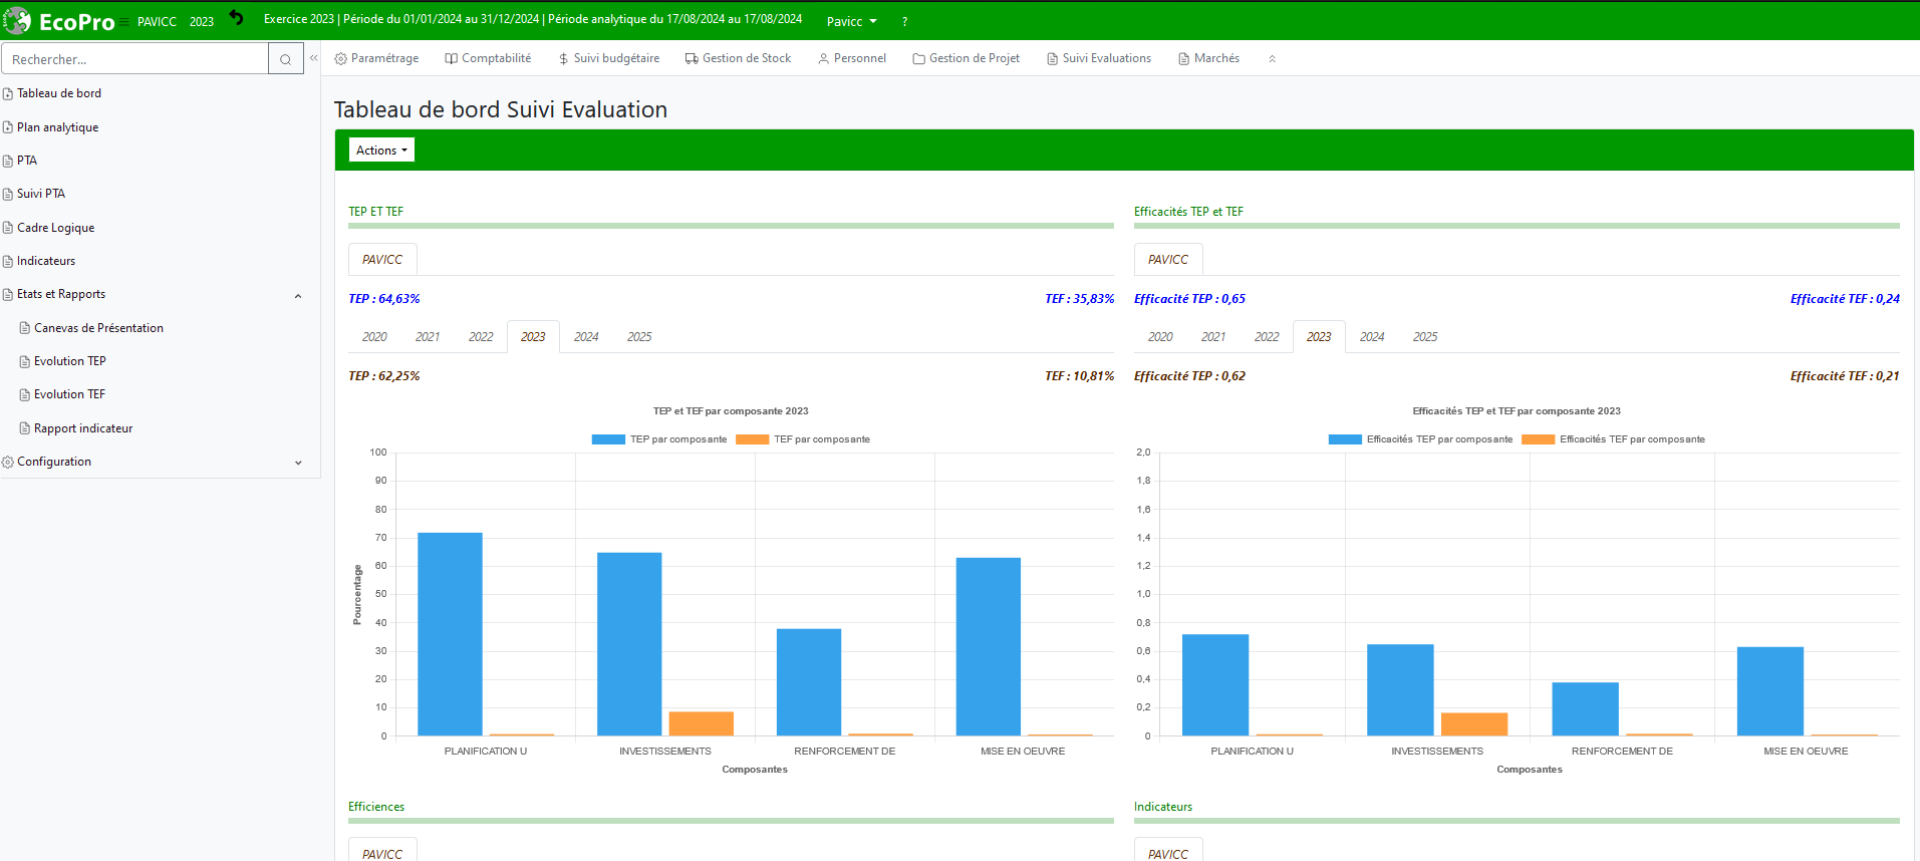 EcoPro PAVICC 2023 Exercice 2023 | Période du 01/01/2024 au 31/12/2024 | Période analytique du 17/08/2024 au 17/08/2024 Pavicc ?
Rechercher...
Paramétrage Comptabilité Suivi budgétaire Gestion de Stock Personnel Gestion de Projet Suivi Evaluations Marchés
Tableau de bord
Plan analytique
PTA
Suivi PTA
Cadre Logique
Indicateurs
Etats et Rapports
Canevas de Présentation
Evolution TEP
Evolution TEF
Rapport indicateur
Configuration
Tableau de bord Suivi Evaluation
Actions
TEP ET TEF
PAVICC
TEP : 64,63% TEF : 35,83%
2020 2021 2022 2023 2024 2025
TEP : 62,25% TEF : 10,81%
TEP et TEF par composante 2023
TEP par composante TEF par composante
100
90
80
70
60
50
40
30
20
10
0
Pourcentage
PLANIFICATION U INVESTISSEMENTS RENFORCEMENT DE MISE EN OEUVRE
Composantes
Efficacités TEP et TEF
PAVICC
Efficacité TEP : 0,65 Efficacité TEF : 0,24
2020 2021 2022 2023 2024 2025
Efficacité TEP : 0,62 Efficacité TEF : 0,21
Efficacités TEP et TEF par composante 2023
Efficacités TEP par composante Efficacités TEF par composante
2,0
1,8
1,6
1,4
1,2
1,0
0,8
0,6
0,4
0,2
0
PLANIFICATION U INVESTISSEMENTS RENFORCEMENT DE MISE EN OEUVRE
Composantes
Efficiences
PAVICC
Indicateurs
PAVICC